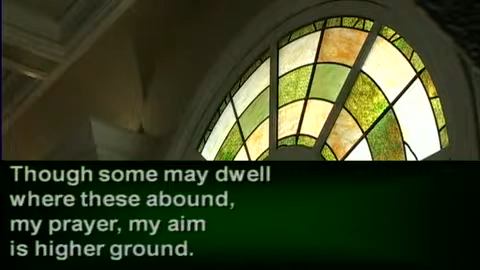 Though some may dwell
where these abound,
my prayer, my aim
is higher ground.